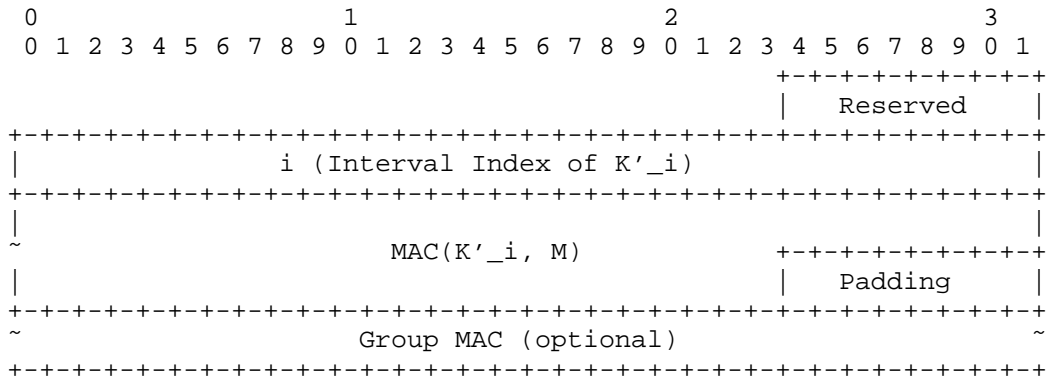 0                   1                   2                   3
 0 1 2 3 4 5 6 7 8 9 0 1 2 3 4 5 6 7 8 9 0 1 2 3 4 5 6 7 8 9 0 1
                                                +-+-+-+-+-+-+-+-+
                                                |   Reserved    |
+-+-+-+-+-+-+-+-+-+-+-+-+-+-+-+-+-+-+-+-+-+-+-+-+-+-+-+-+-+-+-+-+
|                i (Interval Index of K’_i)                     |
+-+-+-+-+-+-+-+-+-+-+-+-+-+-+-+-+-+-+-+-+-+-+-+-+-+-+-+-+-+-+-+-+
|                                                               |
~                       MAC(K’_i, M)            +-+-+-+-+-+-+-+-+
|                                               |   Padding     |
+-+-+-+-+-+-+-+-+-+-+-+-+-+-+-+-+-+-+-+-+-+-+-+-+-+-+-+-+-+-+-+-+
~                     Group MAC (optional)                      ~
+-+-+-+-+-+-+-+-+-+-+-+-+-+-+-+-+-+-+-+-+-+-+-+-+-+-+-+-+-+-+-+-+